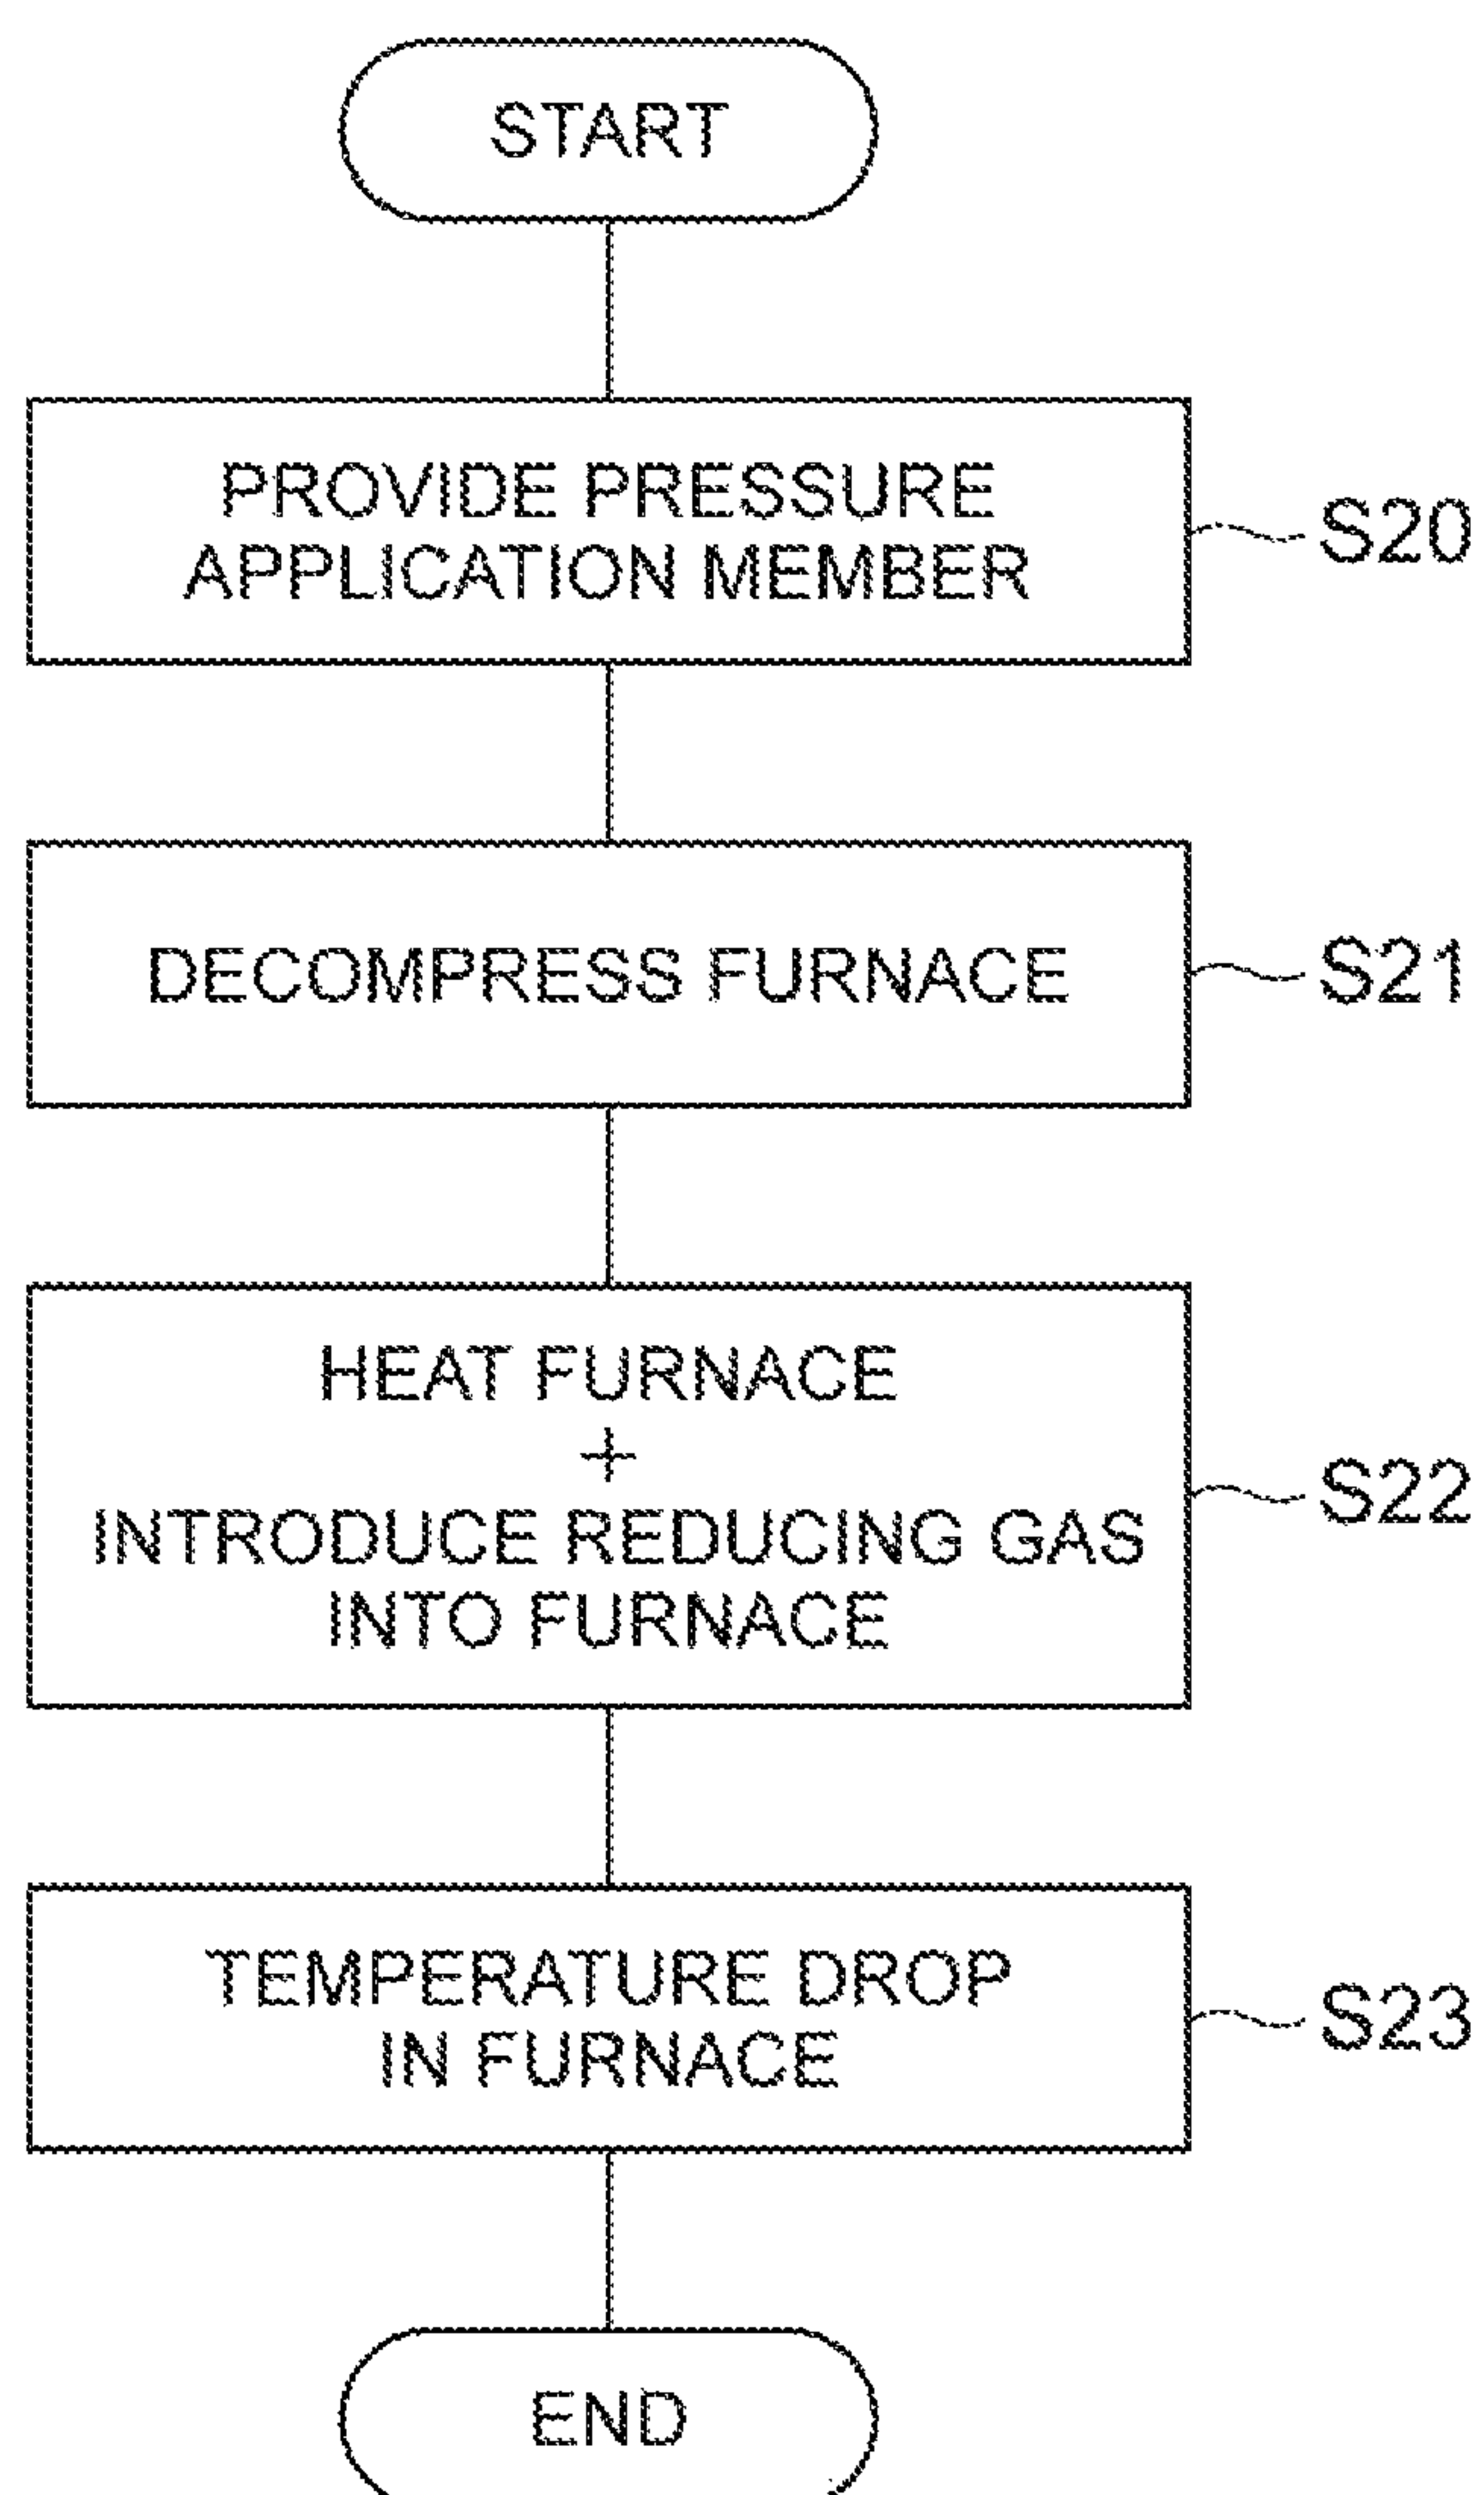 START
PROVIDE PRESSURE
APPLICATION MEMBER
S20
DECOMPRESS FURNACE
S21
HEAT FURNACE
+
INTRODUCE REDUCING GAS
INTO FURNACE
S22
TEMPERATURE DROP
IN FURNACE
S23
END